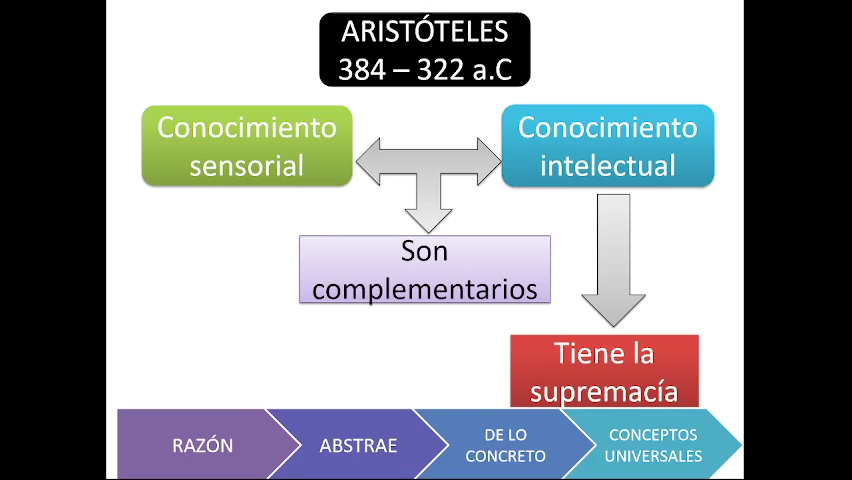 ARISTÓTELES
384 – 322 a.C
Conocimiento
sensorial
Conocimiento
intelectual
Son
complementarios
Tiene la
supremacía
RAZÓN
ABSTRAE
DE LO
CONCRETO
CONCEPTOS
UNIVERSALES